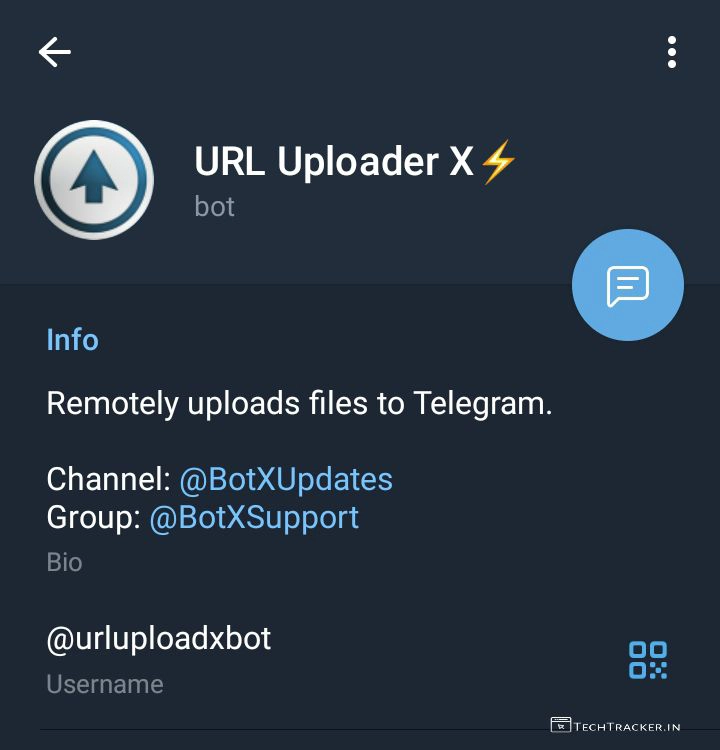 URL Uploader X⚡
bot
Info
Remotely uploads files to Telegram.
Channel: @BotXUpdates
Group: @BotXSupport
Bio
@urluploadxbot
Username
TECHTRACKER.IN